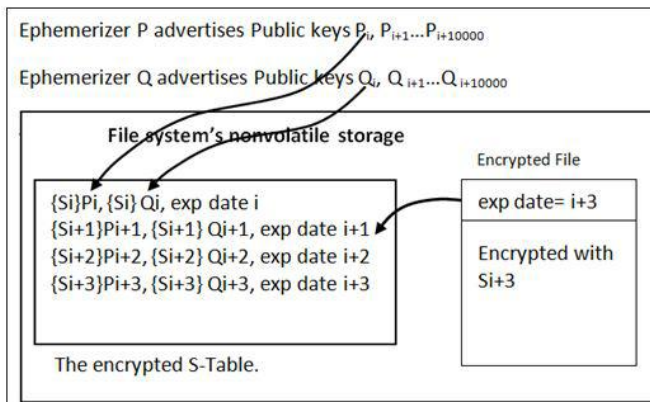 Ephemerizer P advertises Public keys Pi, Pi+1...Pi+10000
Ephemerizer Q advertises Public keys Qi, Q i+1...Q i+10000
File system's nonvolatile storage
{Si}Pi, {Si} Qi, exp date i
{Si+1}Pi+1, {Si+1} Qi+1, exp date i+1
{Si+2}Pi+2, {Si+2} Qi+2, exp date i+2
{Si+3}Pi+3, {Si+3} Qi+3, exp date i+3
The encrypted S-Table.
Encrypted File
exp date= i+3
Encrypted with
Si+3